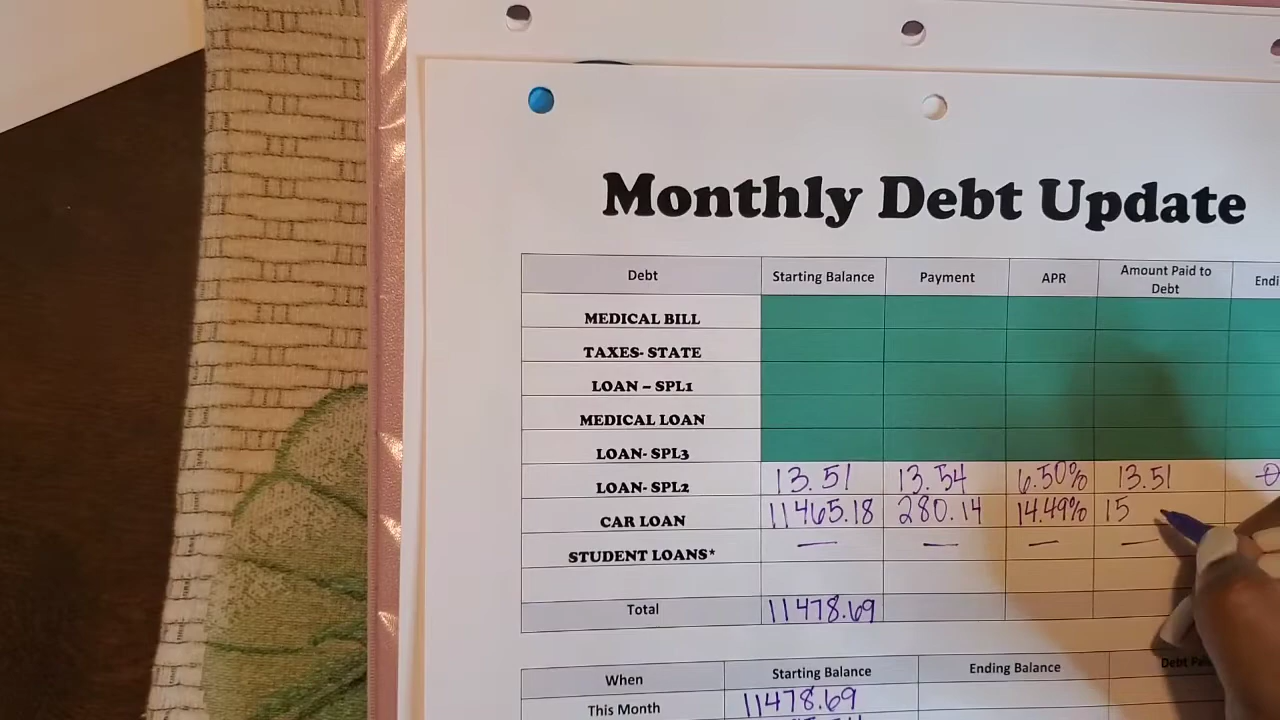 Monthly Debt Update
Debt Starting Balance Payment APR Amount Paid to Debt
MEDICAL BILL
TAXES- STATE
LOAN – SPL1
MEDICAL LOAN
LOAN- SPL3
LOAN- SPL2 13.51 13.54 6.50% 13.51
CAR LOAN 11465.18 280.14 14.49% 15
STUDENT LOANS* — — — —
Total 11478.69
When Starting Balance Ending Balance Debt
This Month 11478.69